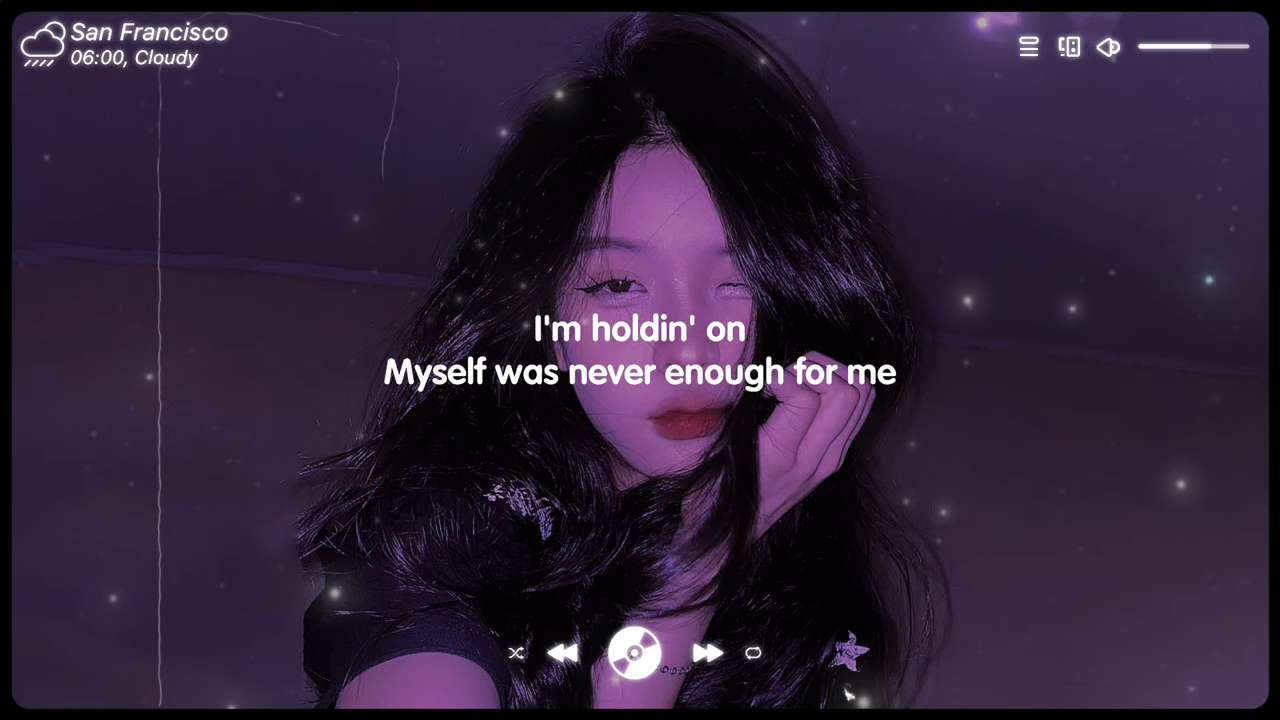 San Francisco
06:00, Cloudy
I'm holdin' on
Myself was never enough for me